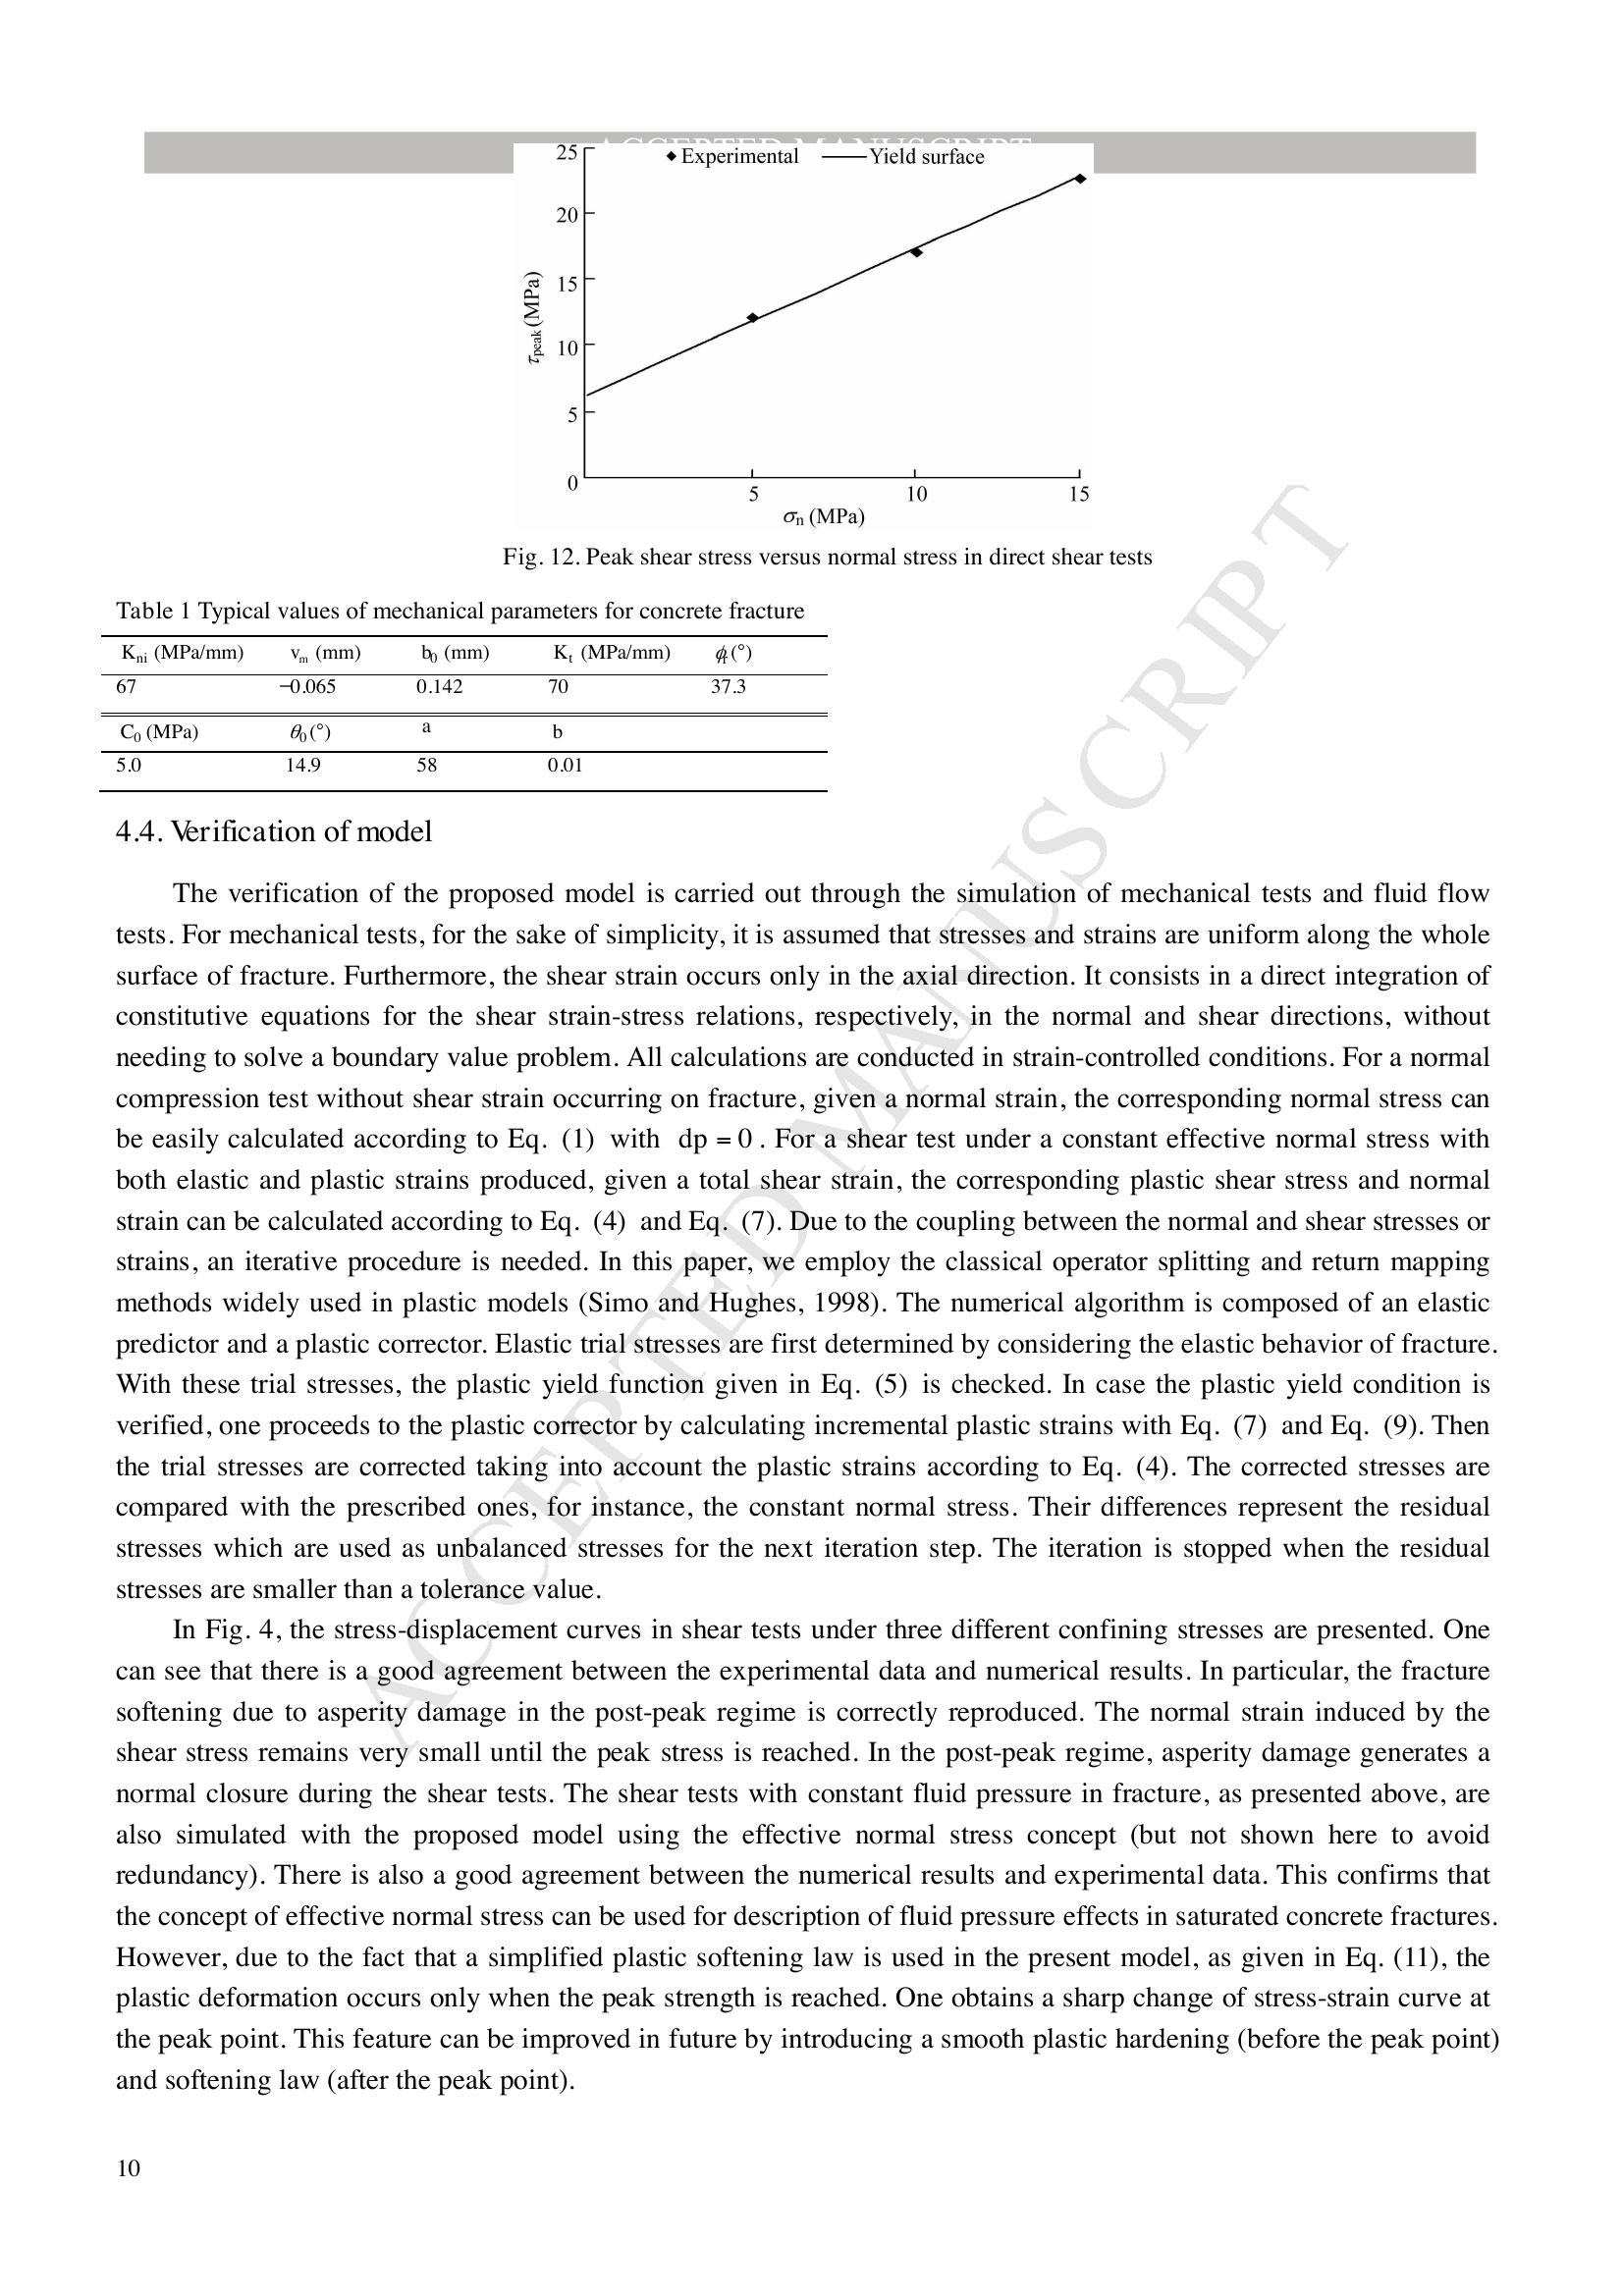 ACCEPTED MANUSCRIPT
25
◆ Experimental —— Yield surface
20
15
10
5
0
τpeak (MPa)
5 10 15
σn (MPa)
Fig. 12. Peak shear stress versus normal stress in direct shear tests
Table 1 Typical values of mechanical parameters for concrete fracture
Kni (MPa/mm) vm (mm) b0 (mm) Kt (MPa/mm) (°)
67 −0.065 0.142 70 37.3
C0 (MPa) θ0 (°) a b
5.0 14.9 58 0.01
4.4. Verification of model
The verification of the proposed model is carried out through the simulation of mechanical tests and fluid flow
tests. For mechanical tests, for the sake of simplicity, it is assumed that stresses and strains are uniform along the whole
surface of fracture. Furthermore, the shear strain occurs only in the axial direction. It consists in a direct integration of
constitutive equations for the shear strain-stress relations, respectively, in the normal and shear directions, without
needing to solve a boundary value problem. All calculations are conducted in strain-controlled conditions. For a normal
compression test without shear strain occurring on fracture, given a normal strain, the corresponding normal stress can
be easily calculated according to Eq. (1) with dp = 0 . For a shear test under a constant effective normal stress with
both elastic and plastic strains produced, given a total shear strain, the corresponding plastic shear stress and normal
strain can be calculated according to Eq. (4) and Eq. (7). Due to the coupling between the normal and shear stresses or
strains, an iterative procedure is needed. In this paper, we employ the classical operator splitting and return mapping
methods widely used in plastic models (Simo and Hughes, 1998). The numerical algorithm is composed of an elastic
predictor and a plastic corrector. Elastic trial stresses are first determined by considering the elastic behavior of fracture.
With these trial stresses, the plastic yield function given in Eq. (5) is checked. In case the plastic yield condition is
verified, one proceeds to the plastic corrector by calculating incremental plastic strains with Eq. (7) and Eq. (9). Then
the trial stresses are corrected taking into account the plastic strains according to Eq. (4). The corrected stresses are
compared with the prescribed ones, for instance, the constant normal stress. Their differences represent the residual
stresses which are used as unbalanced stresses for the next iteration step. The iteration is stopped when the residual
stresses are smaller than a tolerance value.
In Fig. 4, the stress-displacement curves in shear tests under three different confining stresses are presented. One
can see that there is a good agreement between the experimental data and numerical results. In particular, the fracture
softening due to asperity damage in the post-peak regime is correctly reproduced. The normal strain induced by the
shear stress remains very small until the peak stress is reached. In the post-peak regime, asperity damage generates a
normal closure during the shear tests. The shear tests with constant fluid pressure in fracture, as presented above, are
also simulated with the proposed model using the effective normal stress concept (but not shown here to avoid
redundancy). There is also a good agreement between the numerical results and experimental data. This confirms that
the concept of effective normal stress can be used for description of fluid pressure effects in saturated concrete fractures.
However, due to the fact that a simplified plastic softening law is used in the present model, as given in Eq. (11), the
plastic deformation occurs only when the peak strength is reached. One obtains a sharp change of stress-strain curve at
the peak point. This feature can be improved in future by introducing a smooth plastic hardening (before the peak point)
and softening law (after the peak point).
ACCEPTED MANUSCRIPT
10